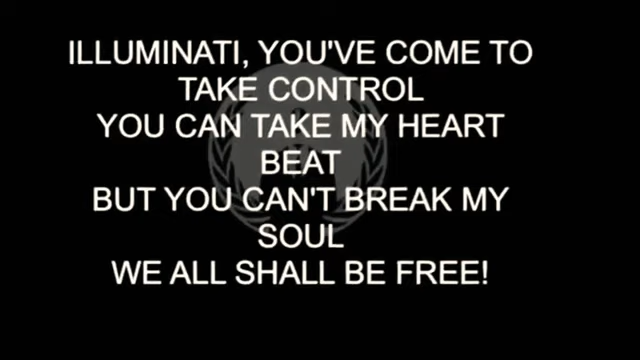 ILLUMINATI, YOU'VE COME TO
TAKE CONTROL
YOU CAN TAKE MY HEART
BEAT
BUT YOU CAN'T BREAK MY
SOUL
WE ALL SHALL BE FREE!